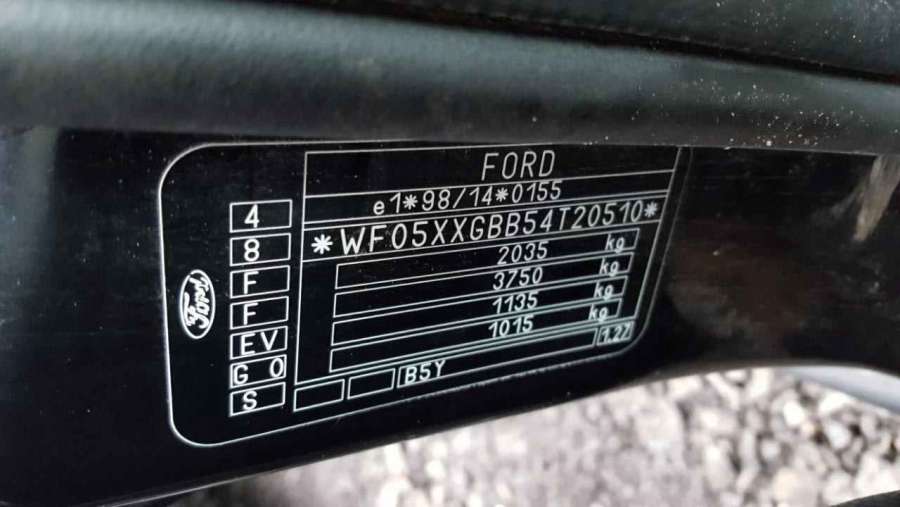 FORD
e1*98/14*0155
*WF05XXGBB54T20510*
2035 kg
3750 kg
1135 kg
1015 kg
1.27
B5Y
4
8
F
F
EV
G 0
S
Ford